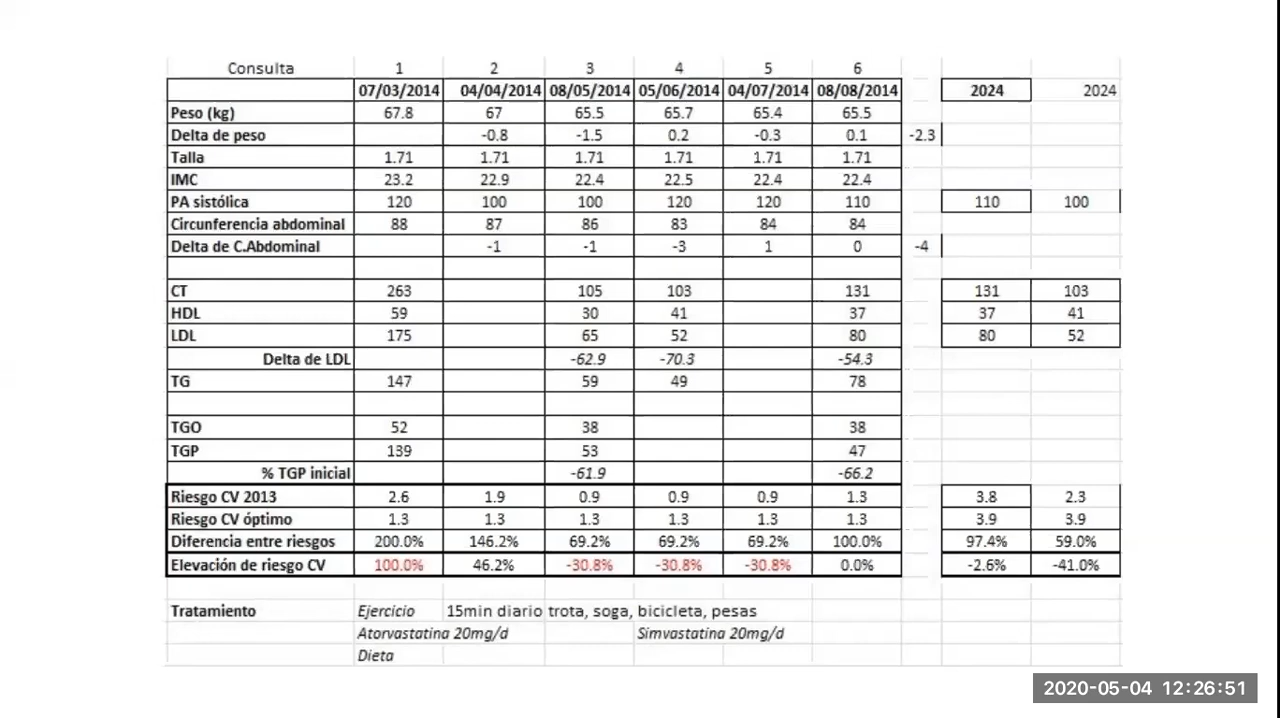 Consulta 1 2 3 4 5 6
07/03/2014 04/04/2014 08/05/2014 05/06/2014 04/07/2014 08/08/2014 2024 2024
Peso (kg) 67.8 67 65.5 65.7 65.4 65.5
Delta de peso -0.8 -1.5 0.2 -0.3 0.1 -2.3
Talla 1.71 1.71 1.71 1.71 1.71 1.71
IMC 23.2 22.9 22.4 22.5 22.4 22.4
PA sistólica 120 100 100 120 120 110 110 100
Circunferencia abdominal 88 87 86 83 84 84
Delta de C.Abdominal -1 -1 -3 1 0 -4
CT 263 105 103 131 131 103
HDL 59 30 41 37 37 41
LDL 175 65 52 80 80 52
Delta de LDL -62.9 -70.3 -54.3
TG 147 59 49 78
TGO 52 38 38
TGP 139 53 47
% TGP inicial -61.9 -66.2
Riesgo CV 2013 2.6 1.9 0.9 0.9 0.9 1.3 3.8 2.3
Riesgo CV óptimo 1.3 1.3 1.3 1.3 1.3 1.3 3.9 3.9
Diferencia entre riesgos 200.0% 146.2% 69.2% 69.2% 69.2% 100.0% 97.4% 59.0%
Elevación de riesgo CV 100.0% 46.2% -30.8% -30.8% -30.8% 0.0% -2.6% -41.0%
Tratamiento Ejercicio 15min diario trota, soga, bicicleta, pesas
Atorvastatina 20mg/d Simvastatina 20mg/d
Dieta
2020-05-04 12:26:51